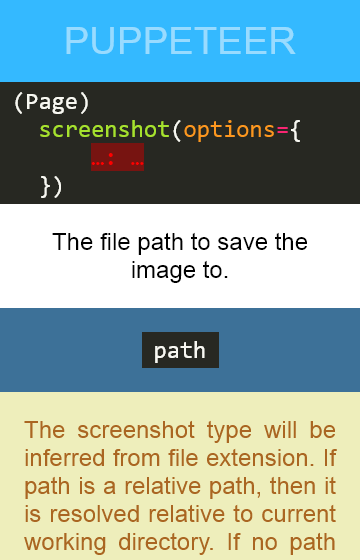 PUPPETEER
(Page)
screenshot(options={
…: …
})
The file path to save the
image to.
path
The screenshot type will be
inferred from file extension. If
path is a relative path, then it
is resolved relative to current
working directory. If no path